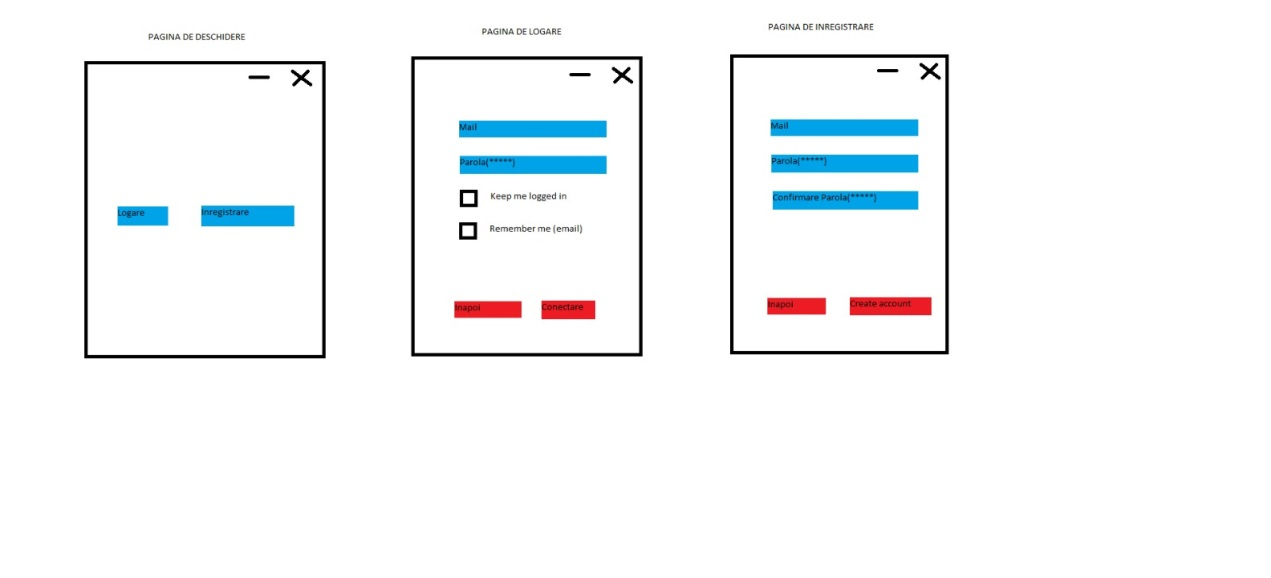 PAGINA DE DESCHIDERE
Logare
Inregistrare
PAGINA DE LOGARE
Mail
Parola(*****)
Keep me logged in
Remember me (email)
Inapoi
Conectare
PAGINA DE INREGISTRARE
Mail
Parola(*****)
Confirmare Parola(*****)
Inapoi
Create account